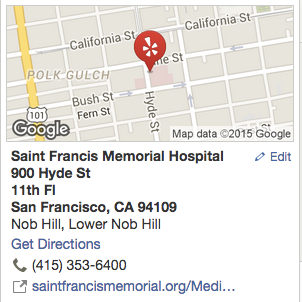 California St
California St
POLK GULCH
Pine St
Bush St
Fern St
Hyde St
101
Google
Map data ©2015 Google
Saint Francis Memorial Hospital
Edit
900 Hyde St
11th Fl
San Francisco, CA 94109
Nob Hill, Lower Nob Hill
Get Directions
(415) 353-6400
saintfrancismemorial.org/Medi…